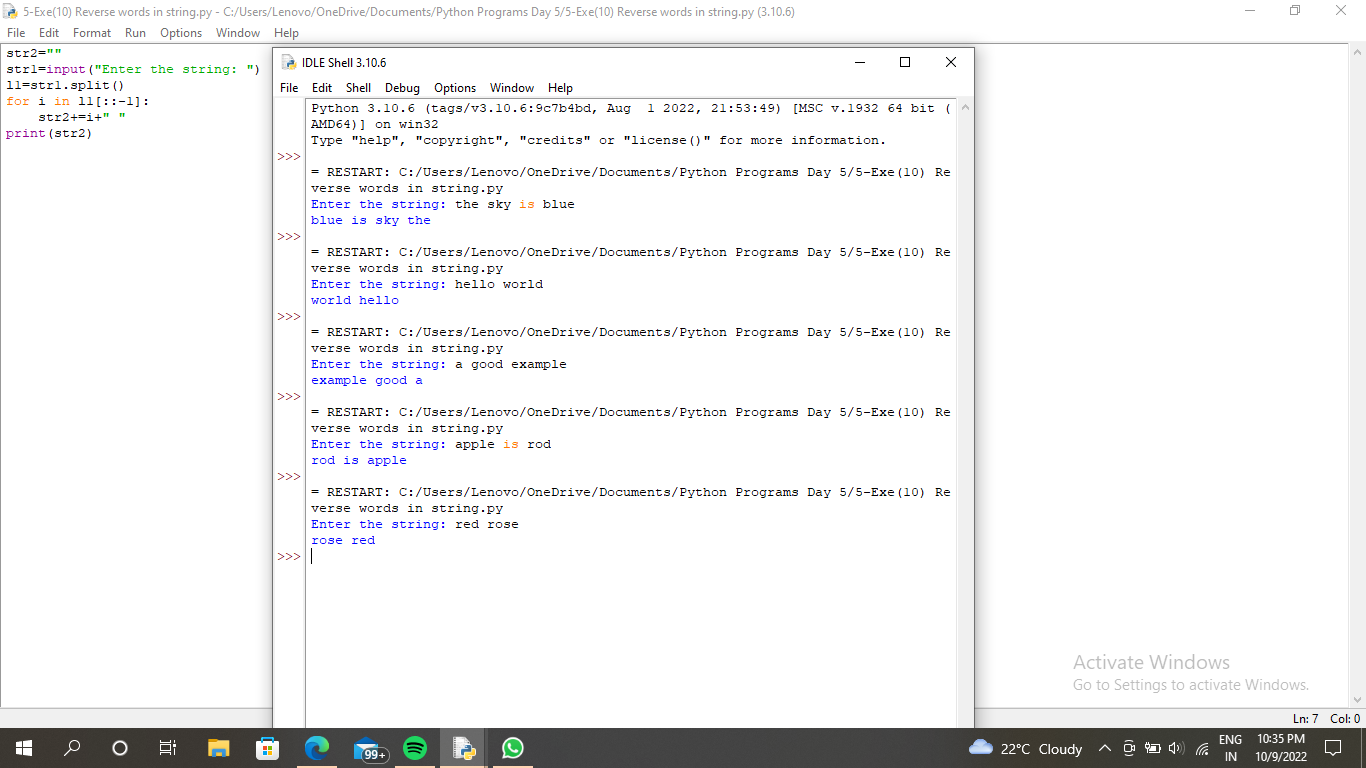 5-Exe(10) Reverse words in string.py - C:/Users/Lenovo/OneDrive/Documents/Python Programs Day 5/5-Exe(10) Reverse words in string.py (3.10.6)
File Edit Format Run Options Window Help
str2=""
str1=input("Enter the string: ")
l1=str1.split()
for i in l1[::-1]:
    str2+=i+" "
print(str2)
IDLE Shell 3.10.6
File Edit Shell Debug Options Window Help
Python 3.10.6 (tags/v3.10.6:9c7b4bd, Aug  1 2022, 21:53:49) [MSC v.1932 64 bit (
AMD64)] on win32
Type "help", "copyright", "credits" or "license()" for more information.
>>>
= RESTART: C:/Users/Lenovo/OneDrive/Documents/Python Programs Day 5/5-Exe(10) Re
verse words in string.py
Enter the string: the sky is blue
blue is sky the
>>>
= RESTART: C:/Users/Lenovo/OneDrive/Documents/Python Programs Day 5/5-Exe(10) Re
verse words in string.py
Enter the string: hello world
world hello
>>>
= RESTART: C:/Users/Lenovo/OneDrive/Documents/Python Programs Day 5/5-Exe(10) Re
verse words in string.py
Enter the string: a good example
example good a
>>>
= RESTART: C:/Users/Lenovo/OneDrive/Documents/Python Programs Day 5/5-Exe(10) Re
verse words in string.py
Enter the string: apple is rod
rod is apple
>>>
= RESTART: C:/Users/Lenovo/OneDrive/Documents/Python Programs Day 5/5-Exe(10) Re
verse words in string.py
Enter the string: red rose
rose red
>>>
Activate Windows
Go to Settings to activate Windows.
Ln: 7 Col: 0
99+
22°C Cloudy
ENG
IN
10:35 PM
10/9/2022